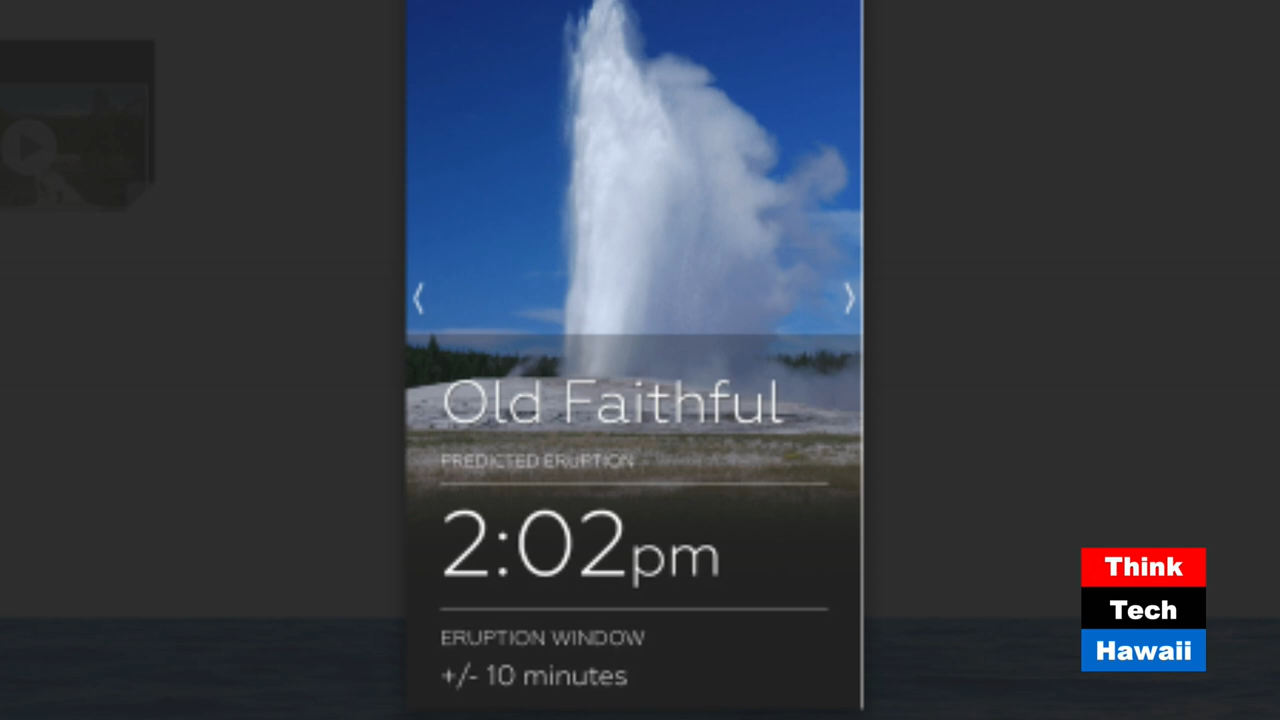 Old Faithful
PREDICTED ERUPTION
2:02pm
ERUPTION WINDOW
+/- 10 minutes
Think
Tech
Hawaii